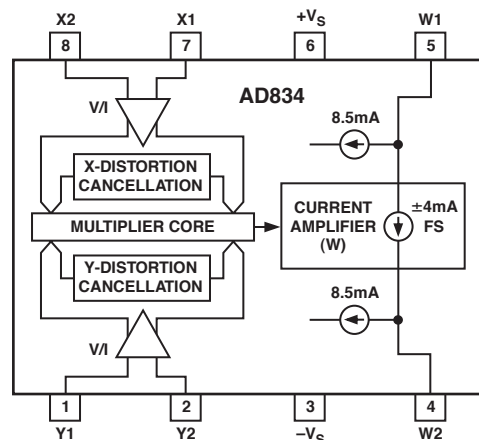 X2 X1 +VS W1
8 7 6 5
AD834
V/I
8.5mA
X-DISTORTION
CANCELLATION
MULTIPLIER CORE
CURRENT
AMPLIFIER
(W)
±4mA
FS
Y-DISTORTION
CANCELLATION
8.5mA
V/I
1 2 3 4
Y1 Y2 –VS W2